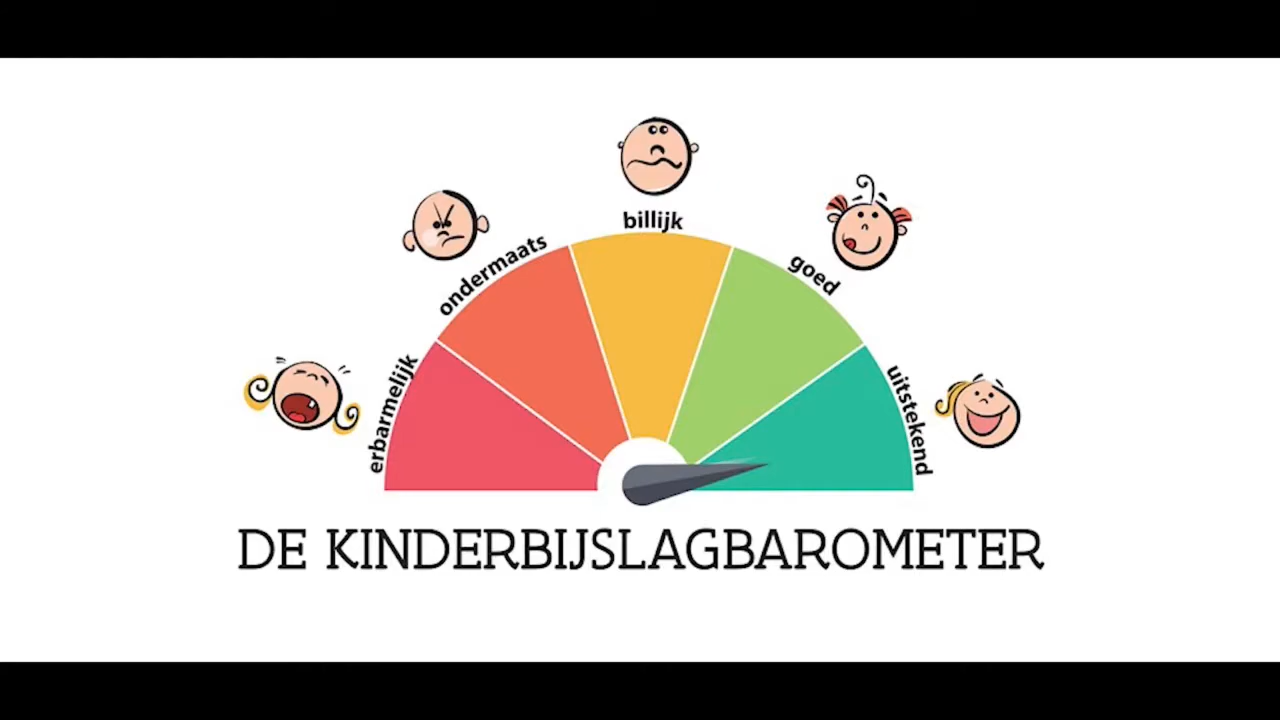 erbarmelijk
ondermaats
billijk
goed
uitstekend
DE KINDERBIJSLAGBAROMETER